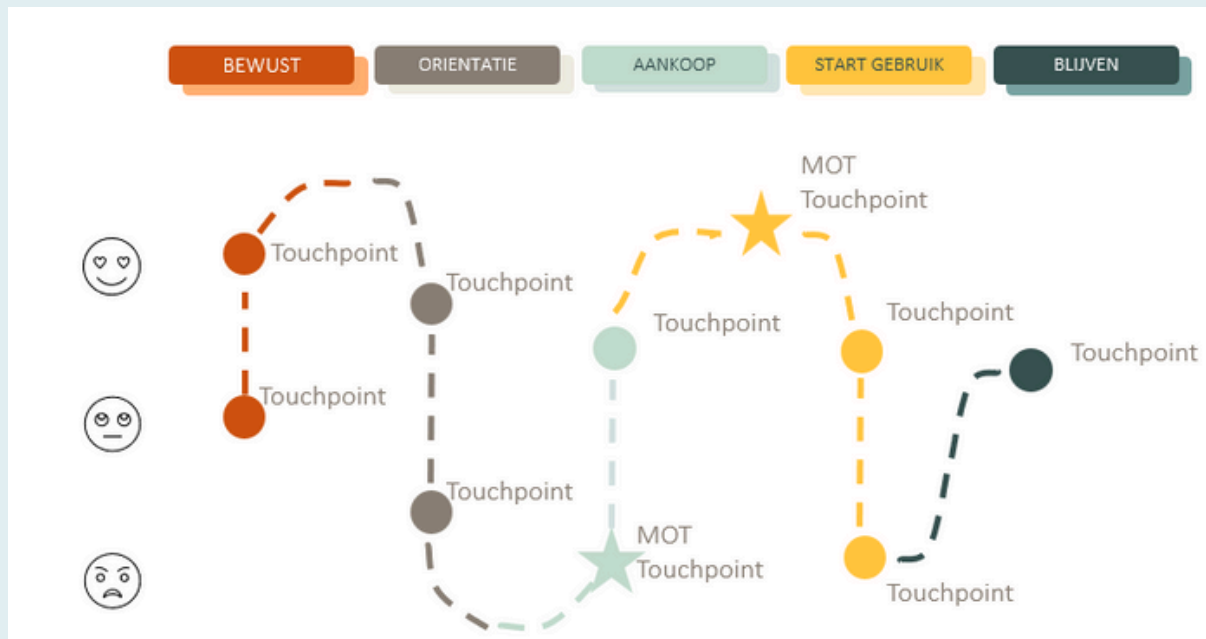 BEWUST
ORIENTATIE
AANKOOP
START GEBRUIK
BLIJVEN
MOT
Touchpoint
Touchpoint
Touchpoint
Touchpoint
Touchpoint
Touchpoint
Touchpoint
Touchpoint
MOT
Touchpoint
Touchpoint